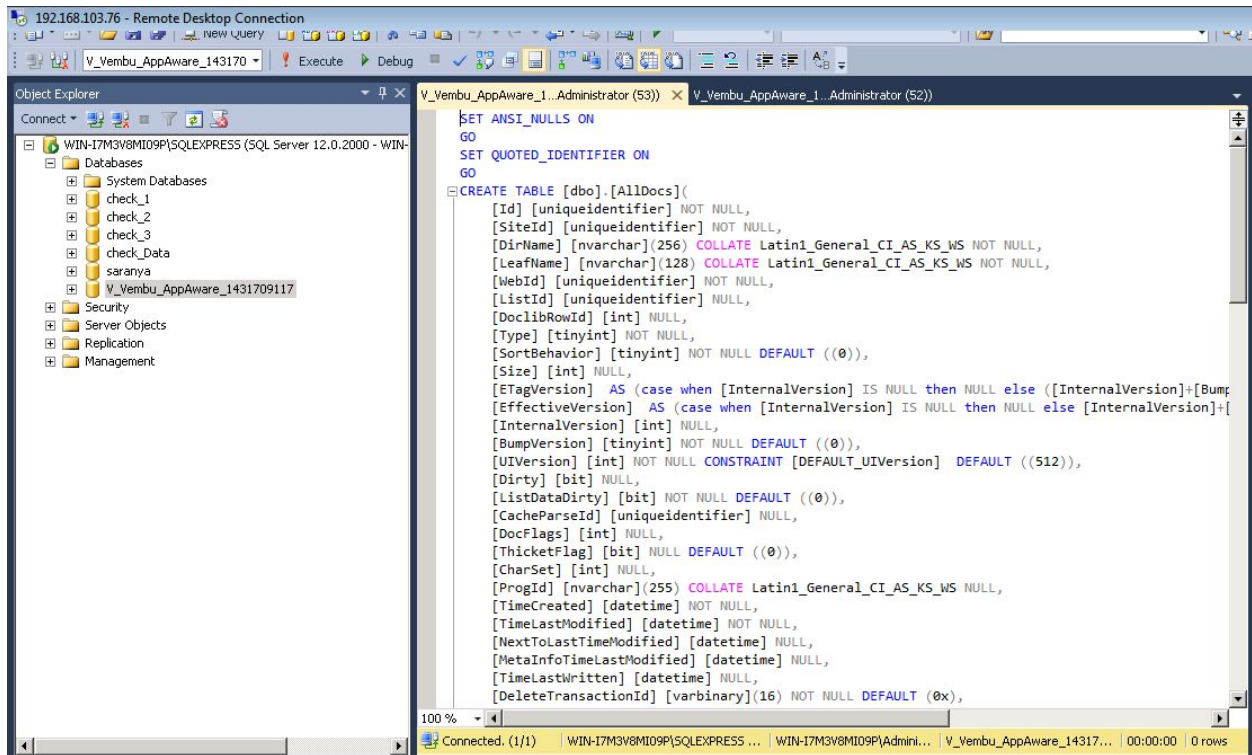 192.168.103.76 - Remote Desktop Connection
New Query
V_Vembu_AppAware_143170
Execute
Debug
Object Explorer
Connect
WIN-I7M3V8MI09P\SQLEXPRESS (SQL Server 12.0.2000 - WIN-
Databases
System Databases
check_1
check_2
check_3
check_Data
saranya
V_Vembu_AppAware_1431709117
Security
Server Objects
Replication
Management
V_Vembu_AppAware_1...Administrator (53))
V_Vembu_AppAware_1...Administrator (52))
SET ANSI_NULLS ON
GO
SET QUOTED_IDENTIFIER ON
GO
CREATE TABLE [dbo].[AllDocs](
[Id] [uniqueidentifier] NOT NULL,
[SiteId] [uniqueidentifier] NOT NULL,
[DirName] [nvarchar](256) COLLATE Latin1_General_CI_AS_KS_WS NOT NULL,
[LeafName] [nvarchar](128) COLLATE Latin1_General_CI_AS_KS_WS NOT NULL,
[WebId] [uniqueidentifier] NOT NULL,
[ListId] [uniqueidentifier] NULL,
[DoclibRowId] [int] NULL,
[Type] [tinyint] NOT NULL,
[SortBehavior] [tinyint] NOT NULL DEFAULT ((0)),
[Size] [int] NULL,
[ETagVersion]  AS (case when [InternalVersion] IS NULL then NULL else ([InternalVersion]+[Bump
[EffectiveVersion]  AS (case when [InternalVersion] IS NULL then NULL else [InternalVersion]+[
[InternalVersion] [int] NULL,
[BumpVersion] [tinyint] NOT NULL DEFAULT ((0)),
[UIVersion] [int] NOT NULL CONSTRAINT [DEFAULT_UIVersion]  DEFAULT ((512)),
[Dirty] [bit] NULL,
[ListDataDirty] [bit] NOT NULL DEFAULT ((0)),
[CacheParseId] [uniqueidentifier] NULL,
[DocFlags] [int] NULL,
[ThicketFlag] [bit] NULL DEFAULT ((0)),
[CharSet] [int] NULL,
[ProgId] [nvarchar](255) COLLATE Latin1_General_CI_AS_KS_WS NULL,
[TimeCreated] [datetime] NOT NULL,
[TimeLastModified] [datetime] NOT NULL,
[NextToLastTimeModified] [datetime] NULL,
[MetaInfoTimeLastModified] [datetime] NULL,
[TimeLastWritten] [datetime] NULL,
[DeleteTransactionId] [varbinary](16) NOT NULL DEFAULT (0x),
100 %
Connected. (1/1)
WIN-I7M3V8MI09P\SQLEXPRESS ...
WIN-I7M3V8MI09P\Admini...
V_Vembu_AppAware_14317...
00:00:00
0 rows